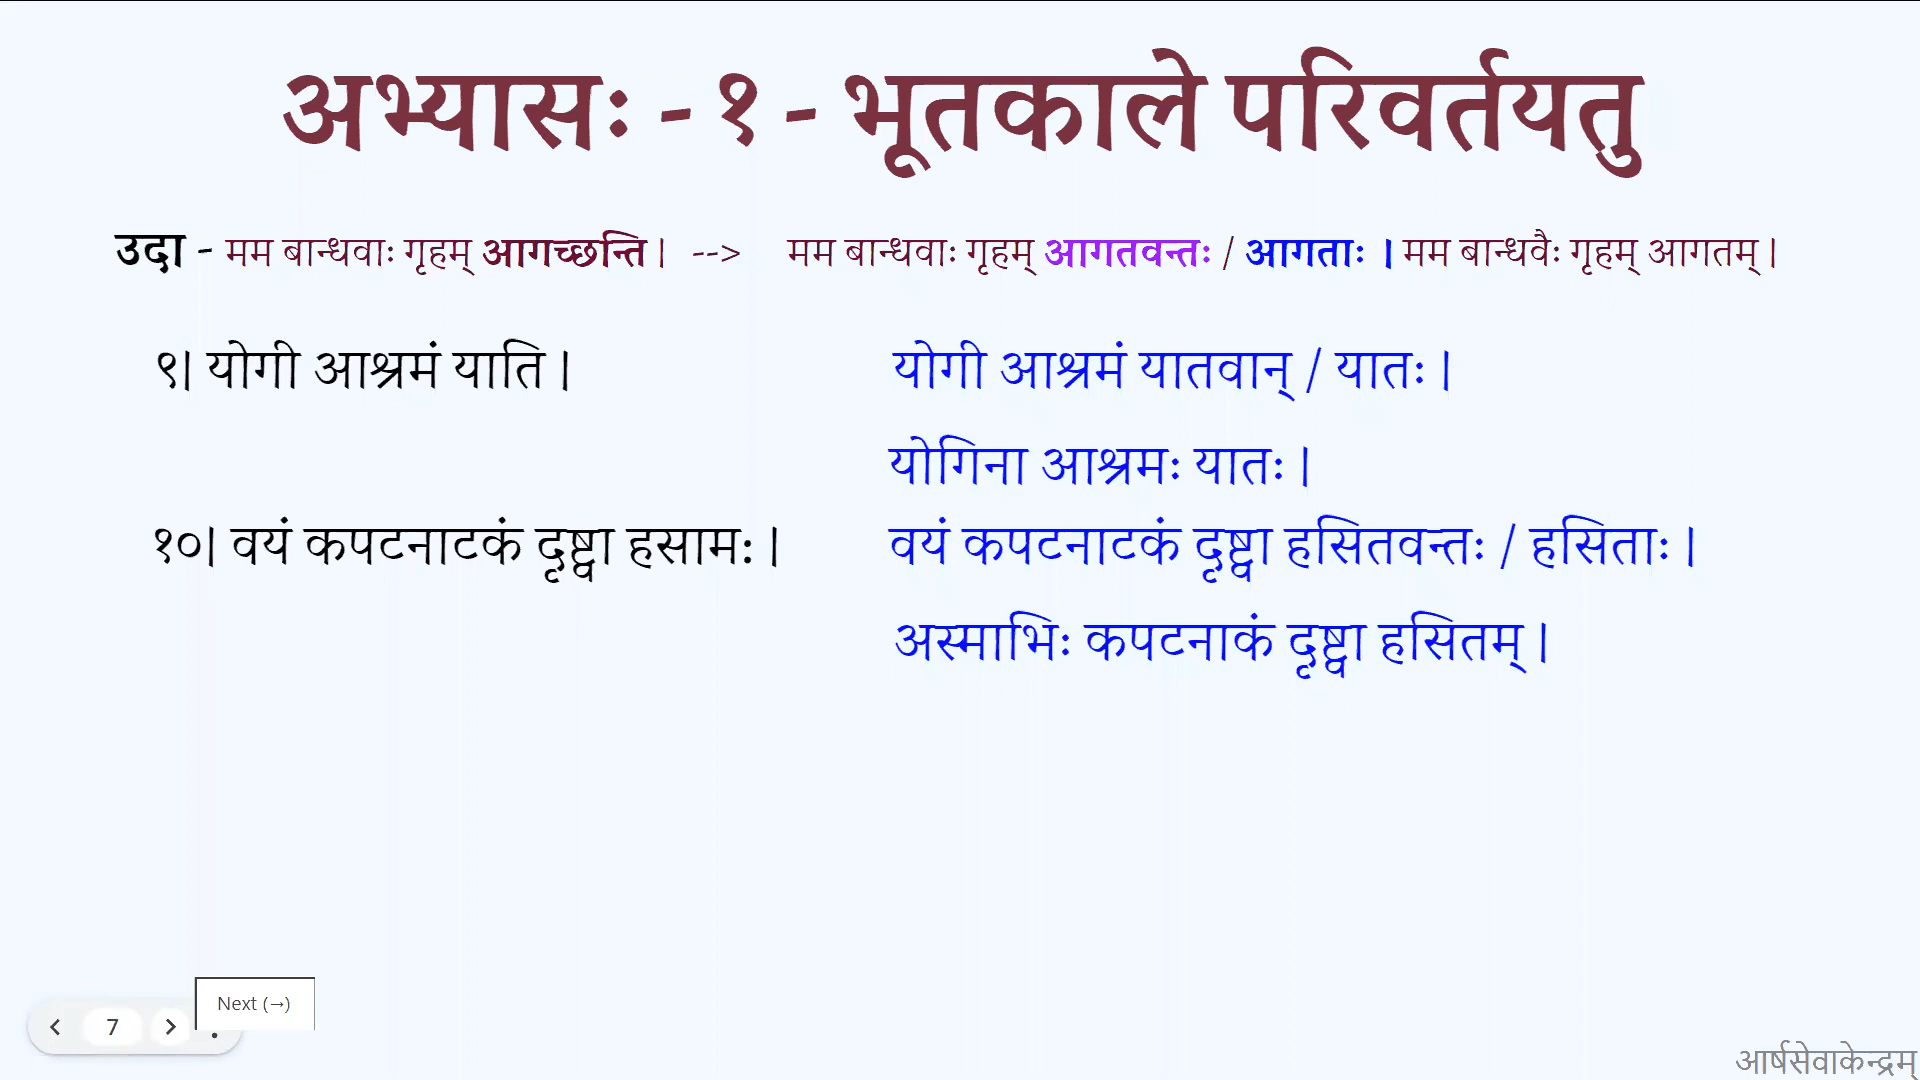 अभ्यासः - १ - भूतकाले परिवर्तयतु
उदा - मम बान्धवाः गृहम् आगच्छन्ति | --> मम बान्धवाः गृहम् आगतवन्तः / आगताः | मम बान्धवैः गृहम् आगतम् |
९| योगी आश्रमं याति | योगी आश्रमं यातवान् / यातः |
योगिना आश्रमः यातः |
१०| वयं कपटनाटकं दृष्ट्वा हसामः | वयं कपटनाटकं दृष्ट्वा हसितवन्तः / हसिताः |
अस्माभिः कपटनाकं दृष्ट्वा हसितम् |
Next (→)
7
आर्षसेवाकेन्द्रम्